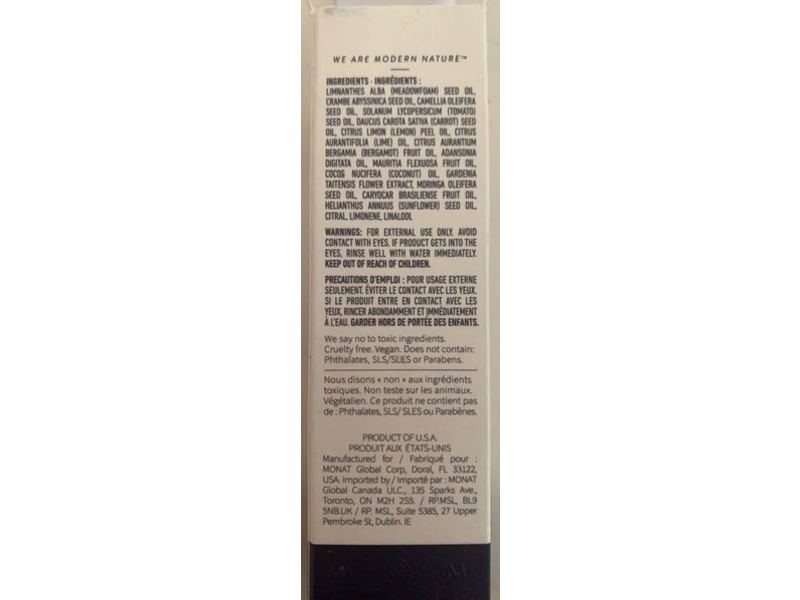 WE ARE MODERN NATURE™
INGREDIENTS - INGRÉDIENTS :
LIMNANTHES ALBA (MEADOWFOAM) SEED OIL,
CRAMBE ABYSSINICA SEED OIL, CAMELLIA OLEIFERA
SEED OIL, SOLANUM LYCOPERSICUM (TOMATO)
SEED OIL, DAUCUS CAROTA SATIVA (CARROT) SEED
OIL, CITRUS LIMON (LEMON) PEEL OIL, CITRUS
AURANTIFOLIA (LIME) OIL, CITRUS AURANTIUM
BERGAMIA (BERGAMOT) FRUIT OIL, ADANSONIA
DIGITATA OIL, MAURITIA FLEXUOSA FRUIT OIL,
COCOS NUCIFERA (COCONUT) OIL, GARDENIA
TAITENSIS FLOWER EXTRACT, MORINGA OLEIFERA
SEED OIL, CARYOCAR BRASILIENSE FRUIT OIL,
HELIANTHUS ANNUUS (SUNFLOWER) SEED OIL,
CITRAL, LIMONENE, LINALOOL
WARNINGS: FOR EXTERNAL USE ONLY. AVOID
CONTACT WITH EYES. IF PRODUCT GETS INTO THE
EYES, RINSE WELL WITH WATER IMMEDIATELY.
KEEP OUT OF REACH OF CHILDREN.
PRECAUTIONS D'EMPLOI : POUR USAGE EXTERNE
SEULEMENT. ÉVITER LE CONTACT AVEC LES YEUX.
SI LE PRODUIT ENTRE EN CONTACT AVEC LES
YEUX, RINCER ABONDAMMENT ET IMMÉDIATEMENT
À L'EAU. GARDER HORS DE PORTÉE DES ENFANTS.
We say no to toxic ingredients.
Cruelty free. Vegan. Does not contain:
Phthalates, SLS/SLES or Parabens.
Nous disons « non » aux ingrédients
toxiques. Non teste sur les animaux.
Végétalien. Ce produit ne contient pas
de : Phthalates, SLS/ SLES ou Parabènes.
PRODUCT OF U.S.A.
PRODUIT AUX ÉTATS-UNIS
Manufactured for / Fabriqué pour :
MONAT Global Corp, Doral, FL 33122,
USA. Imported by / Importé par : MONAT
Global Canada ULC., 135 Sparks Ave.,
Toronto, ON M2H 2S5. / RP.MSL, BL9
5NB.UK / RP. MSL, Suite 5385, 27 Upper
Pembroke St, Dublin. IE